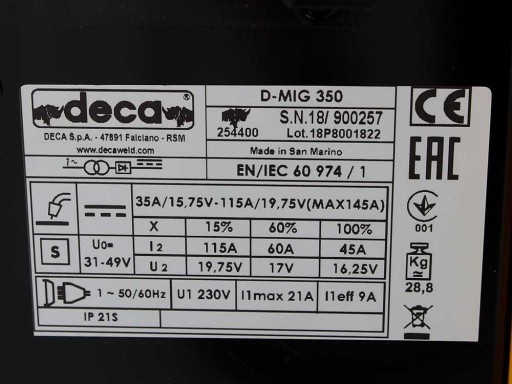 deca®
DECA S.p.A. - 47891 Falciano - RSM
www.decaweld.com
D-MIG 350
254400
S.N.18/ 900257
Lot.18P8001822
Made in San Marino
1~
EN/IEC 60 974 / 1
CE
EAC
001
Kg
28,8
35A/15,75V-115A/19,75V(MAX145A)
X 15% 60% 100%
S
Uo=
31-49V
I2 115A 60A 45A
U2 19,75V 17V 16,25V
1~50/60Hz U1 230V I1max 21A I1eff 9A
IP 21S